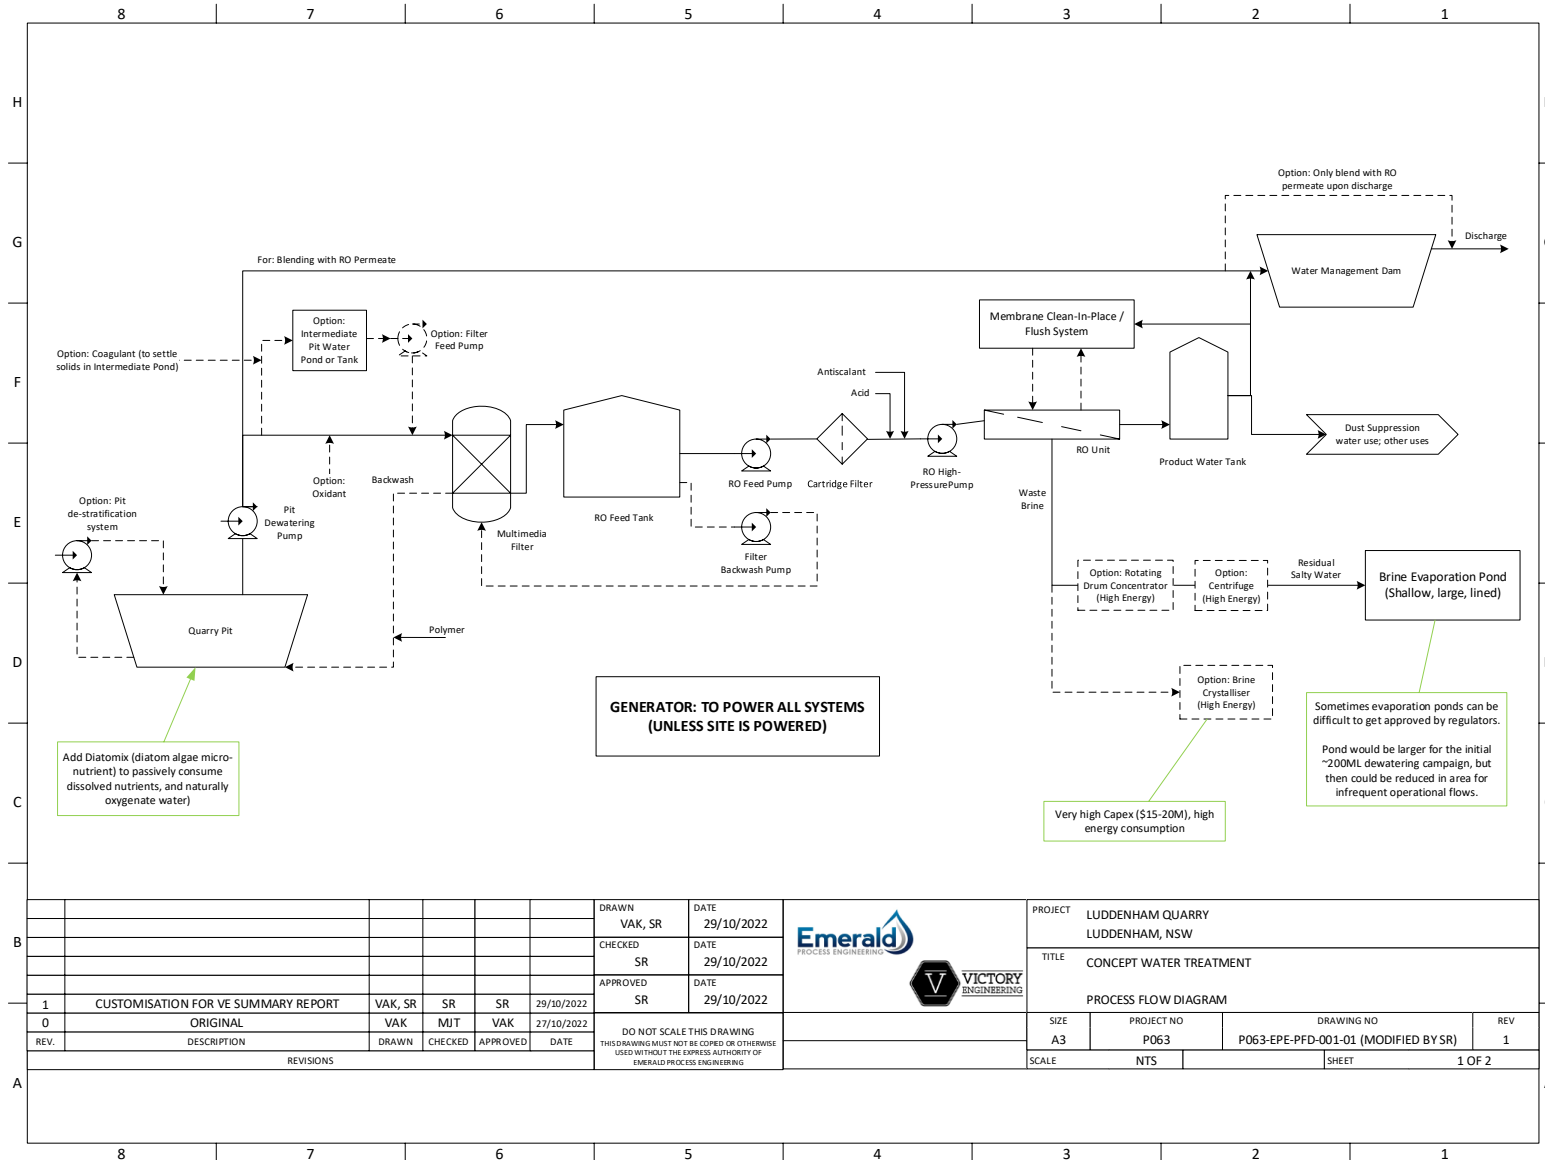 8 7 6 5 4 3 2 1
H
G
F
E
D
C
B
A
Option: Only blend with RO
permeate upon discharge
Discharge
Water Management Dam
For: Blending with RO Permeate
Option:
Intermediate
Pit Water
Pond or Tank
Option: Filter
Feed Pump
Option: Coagulant (to settle
solids in Intermediate Pond)
Membrane Clean-In-Place /
Flush System
Antiscalant
Acid
Dust Suppression
water use; other uses
RO Unit
Product Water Tank
RO High-
PressurePump
Cartridge Filter
RO Feed Pump
RO Feed Tank
Filter
Backwash Pump
Multimedia
Filter
Backwash
Option:
Oxidant
Pit
Dewatering
Pump
Option: Pit
de-stratification
system
Quarry Pit
Polymer
Waste
Brine
Option: Rotating
Drum Concentrator
(High Energy)
Option:
Centrifuge
(High Energy)
Residual
Salty Water
Brine Evaporation Pond
(Shallow, large, lined)
Option: Brine
Crystalliser
(High Energy)
GENERATOR: TO POWER ALL SYSTEMS
(UNLESS SITE IS POWERED)
Add Diatomix (diatom algae micro-
nutrient) to passively consume
dissolved nutrients, and naturally
oxygenate water)
Sometimes evaporation ponds can be
difficult to get approved by regulators.
Pond would be larger for the initial
~200ML dewatering campaign, but
then could be reduced in area for
infrequent operational flows.
Very high Capex ($15-20M), high
energy consumption
1 CUSTOMISATION FOR VE SUMMARY REPORT VAK, SR SR SR 29/10/2022
0 ORIGINAL VAK MJT VAK 27/10/2022
REV. DESCRIPTION DRAWN CHECKED APPROVED DATE
REVISIONS
DRAWN DATE
VAK, SR 29/10/2022
CHECKED DATE
SR 29/10/2022
APPROVED DATE
SR 29/10/2022
DO NOT SCALE THIS DRAWING
THIS DRAWING MUST NOT BE COPIED OR OTHERWISE
USED WITHOUT THE EXPRESS AUTHORITY OF
EMERALD PROCESS ENGINEERING
Emerald
PROCESS ENGINEERING
V
VICTORY
ENGINEERING
PROJECT LUDDENHAM QUARRY
LUDDENHAM, NSW
TITLE CONCEPT WATER TREATMENT
PROCESS FLOW DIAGRAM
SIZE PROJECT NO DRAWING NO REV
A3 P063 P063-EPE-PFD-001-01 (MODIFIED BY SR) 1
SCALE NTS SHEET 1 OF 2
8 7 6 5 4 3 2 1